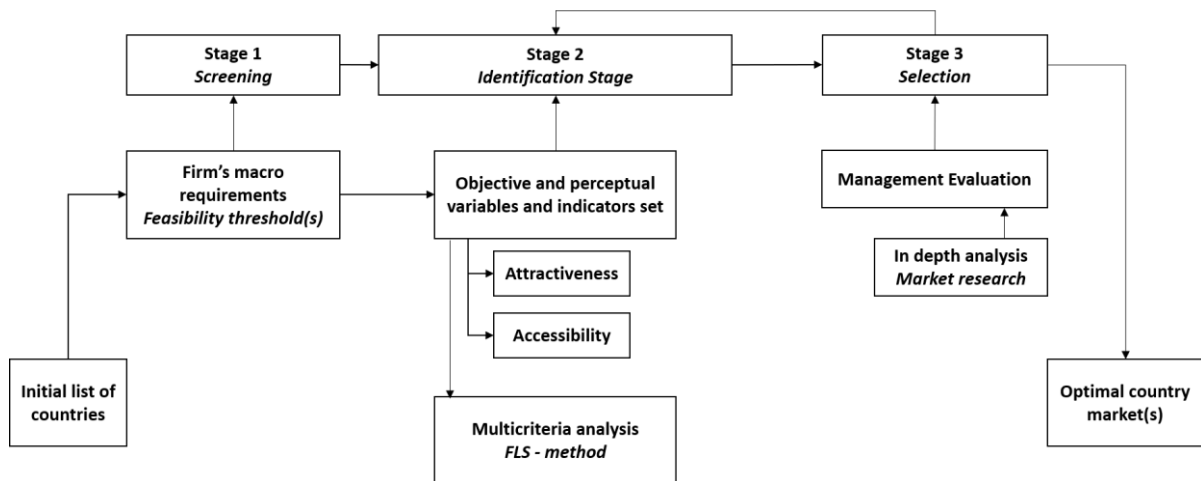 Stage 1
Screening
Stage 2
Identification Stage
Stage 3
Selection
Firm's macro
requirements
Feasibility threshold(s)
Objective and perceptual
variables and indicators set
Management Evaluation
In depth analysis
Market research
Attractiveness
Accessibility
Initial list of
countries
Optimal country
market(s)
Multicriteria analysis
FLS - method